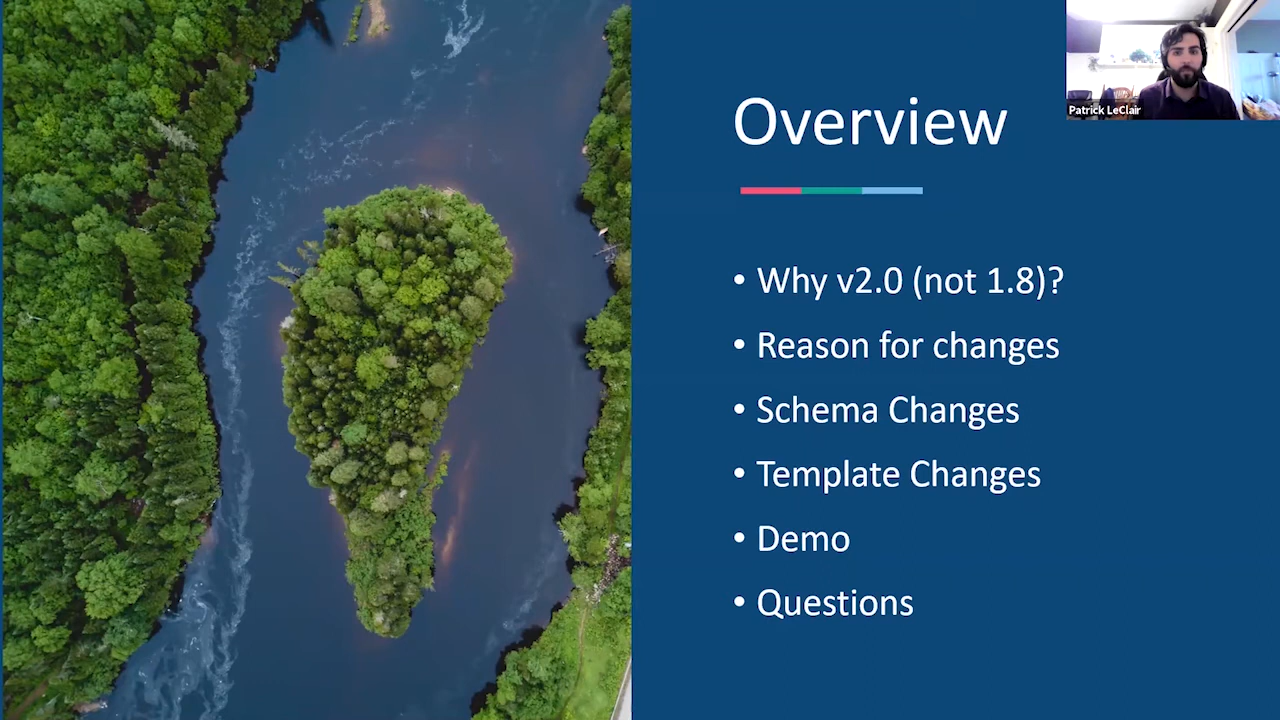 Overview
Patrick LeClair
• Why v2.0 (not 1.8)?
• Reason for changes
• Schema Changes
• Template Changes
• Demo
• Questions